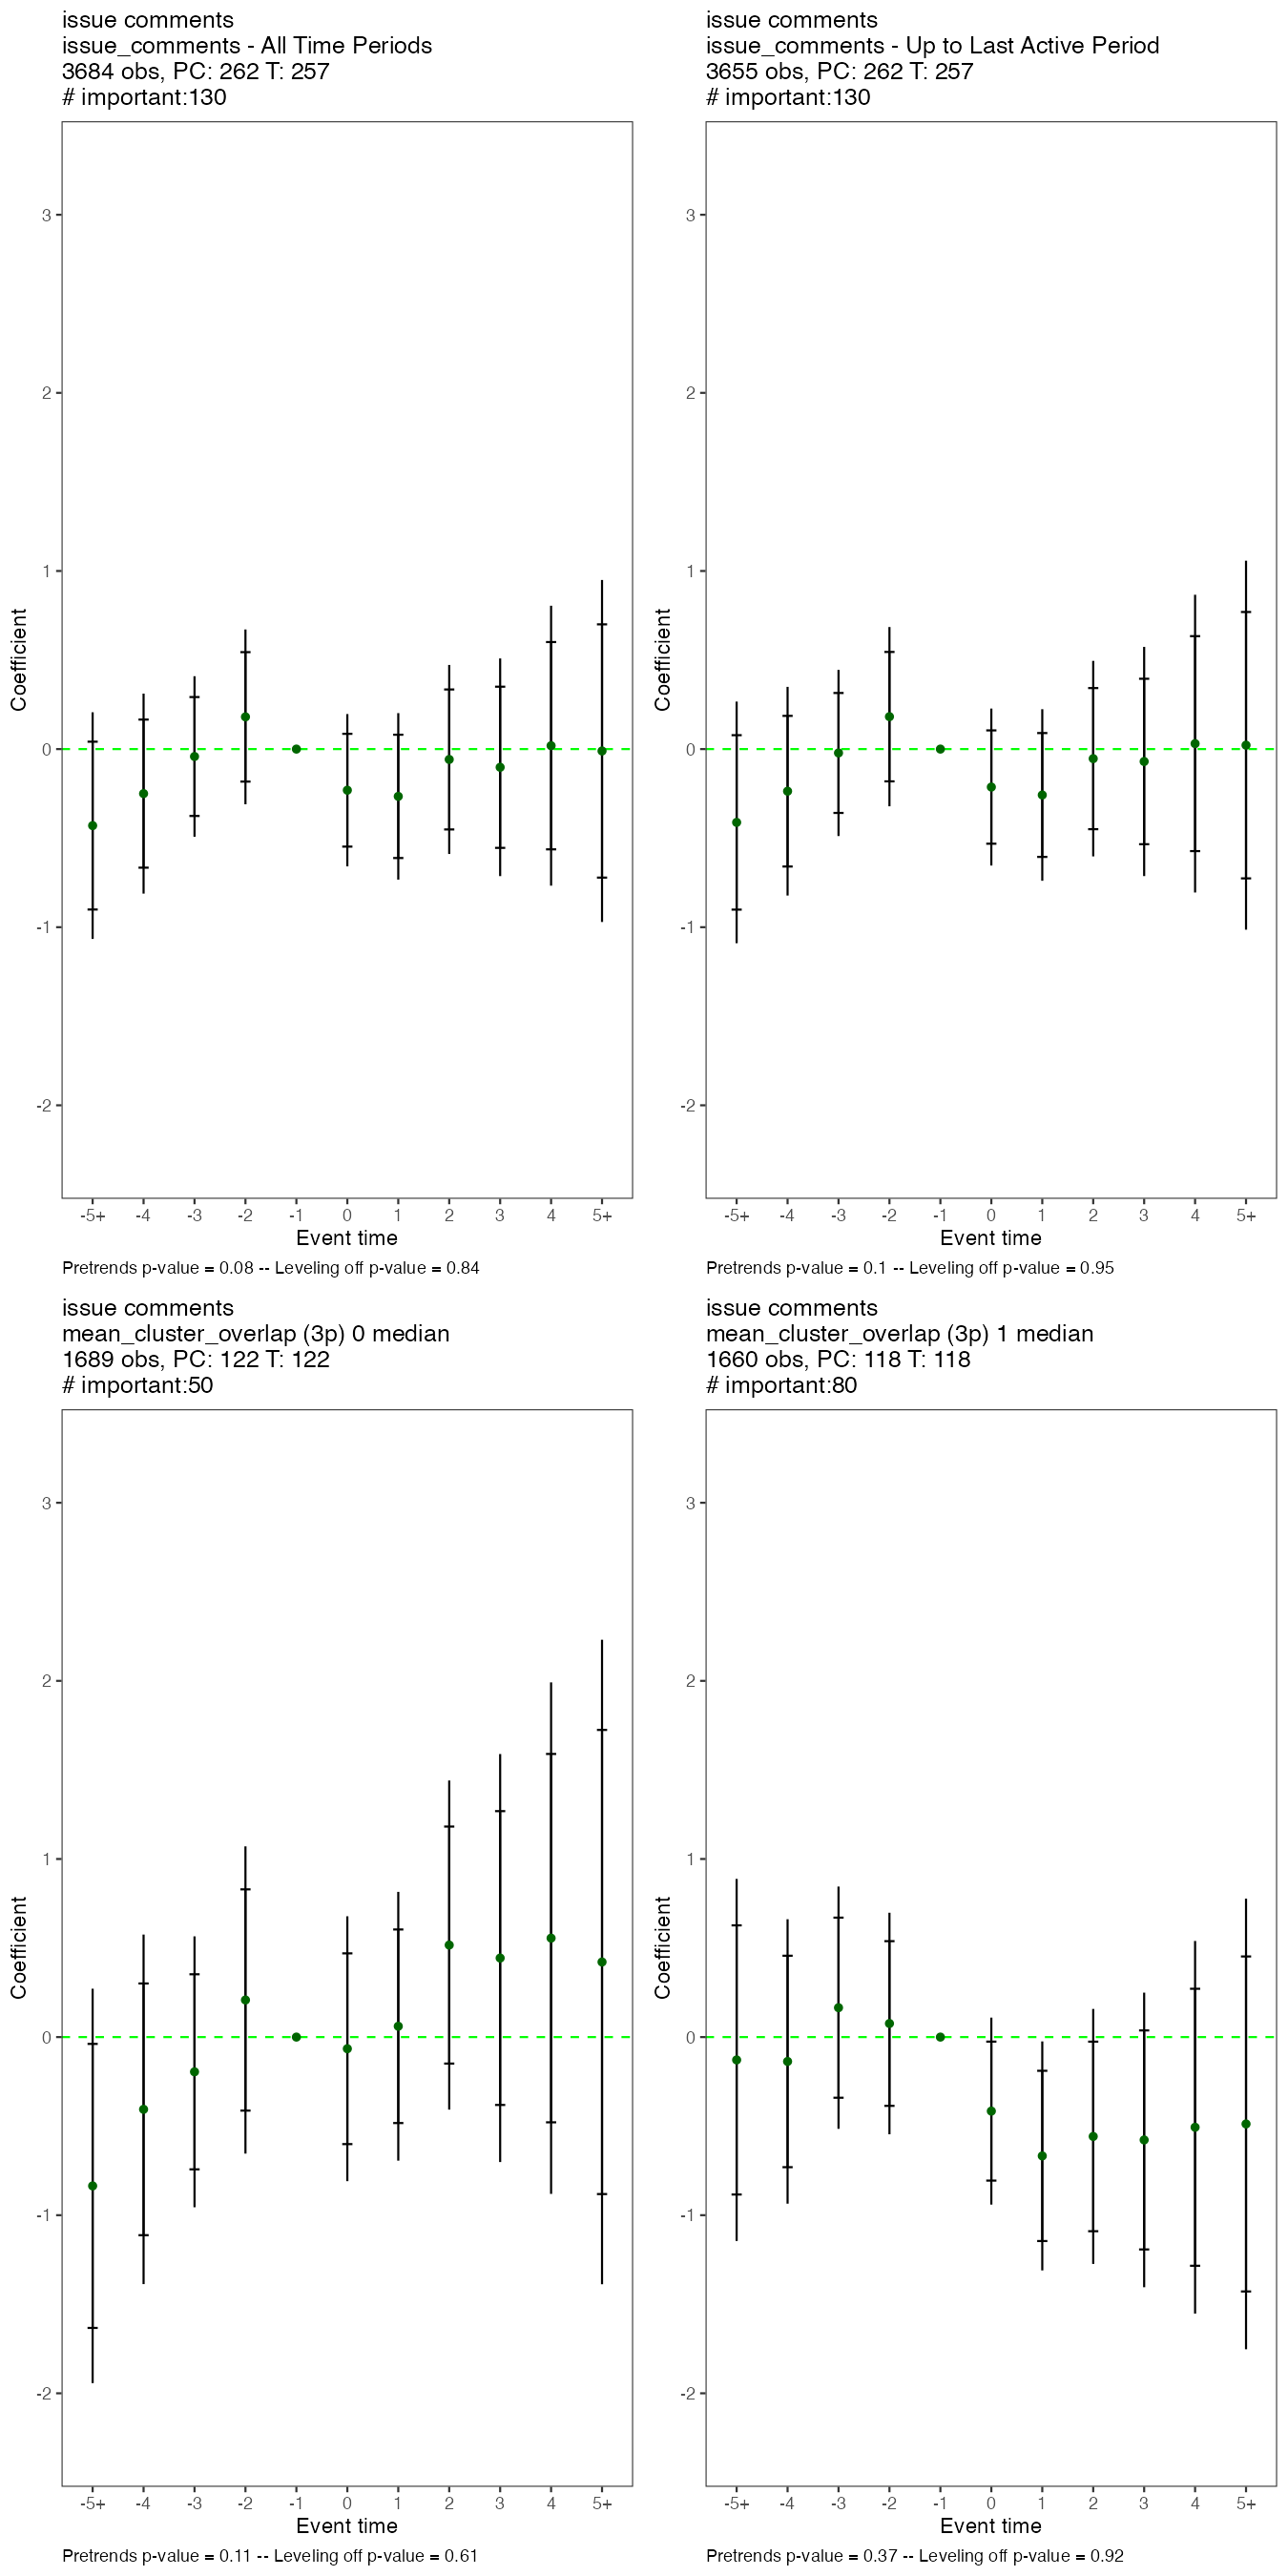 issue comments
issue_comments - All Time Periods
3684 obs, PC: 262 T: 257
# important:130
3
2
1
0
-1
-2
Coefficient
-5+ -4 -3 -2 -1 0 1 2 3 4 5+
Event time
Pretrends p-value = 0.08 -- Leveling off p-value = 0.84
issue comments
issue_comments - Up to Last Active Period
3655 obs, PC: 262 T: 257
# important:130
3
2
1
0
-1
-2
Coefficient
-5+ -4 -3 -2 -1 0 1 2 3 4 5+
Event time
Pretrends p-value = 0.1 -- Leveling off p-value = 0.95
issue comments
mean_cluster_overlap (3p) 0 median
1689 obs, PC: 122 T: 122
# important:50
3
2
1
0
-1
-2
Coefficient
-5+ -4 -3 -2 -1 0 1 2 3 4 5+
Event time
Pretrends p-value = 0.11 -- Leveling off p-value = 0.61
issue comments
mean_cluster_overlap (3p) 1 median
1660 obs, PC: 118 T: 118
# important:80
3
2
1
0
-1
-2
Coefficient
-5+ -4 -3 -2 -1 0 1 2 3 4 5+
Event time
Pretrends p-value = 0.37 -- Leveling off p-value = 0.92